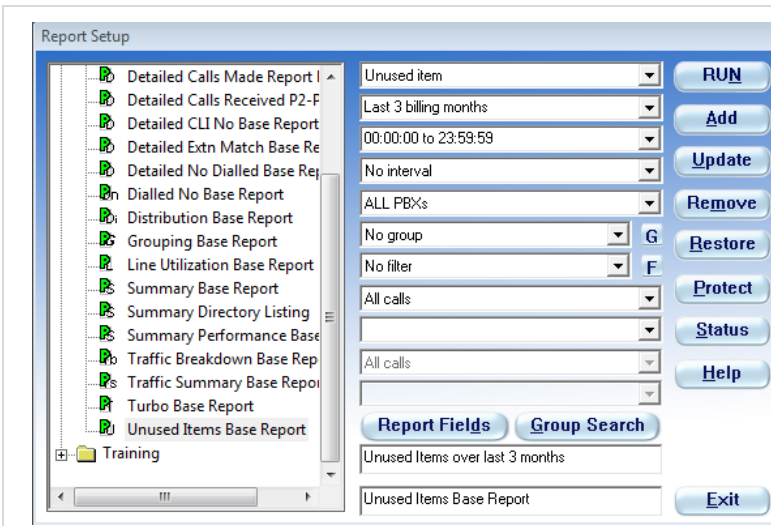 Report Setup
Detailed Calls Made Report
Detailed Calls Received P2-P
Detailed CLI No Base Report
Detailed Extn Match Base Re
Detailed No Dialled Base Rep
Dialled No Base Report
Distribution Base Report
Grouping Base Report
Line Utilization Base Report
Summary Base Report
Summary Directory Listing
Summary Performance Base
Traffic Breakdown Base Rep
Traffic Summary Base Repor
Turbo Base Report
Unused Items Base Report
Training
Unused item
Last 3 billing months
00:00:00 to 23:59:59
No interval
ALL PBXs
No group
G
No filter
F
All calls
All calls
Report Fields
Group Search
Unused Items over last 3 months
Unused Items Base Report
RUN
Add
Update
Remove
Restore
Protect
Status
Help
Exit